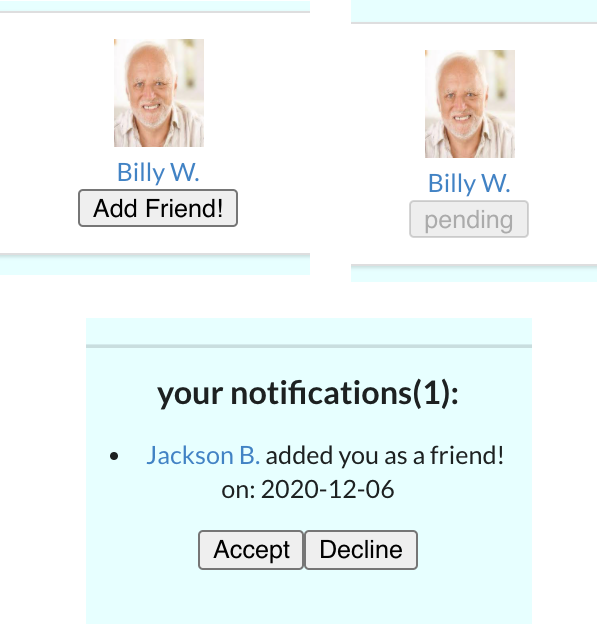 Billy W.
Add Friend!
Billy W.
pending
your notifications(1):
Jackson B. added you as a friend!
on: 2020-12-06
Accept Decline